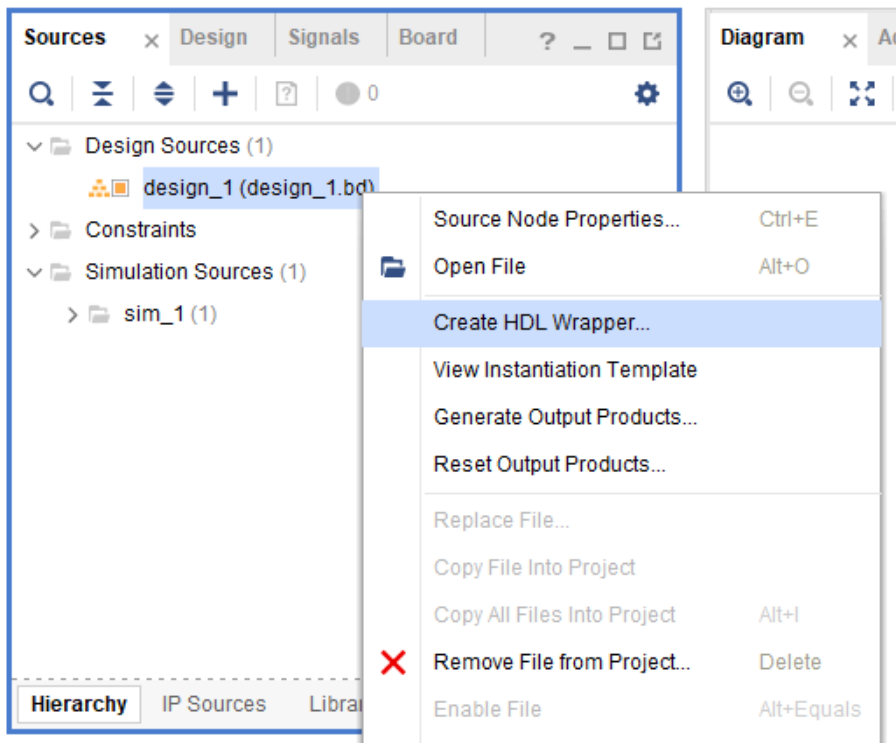 Sources Design Signals Board ?
0
Design Sources (1)
design_1 (design_1.bd)
Constraints
Simulation Sources (1)
sim_1 (1)
Hierarchy IP Sources
Diagram
Source Node Properties... Ctrl+E
Open File Alt+O
Create HDL Wrapper...
View Instantiation Template
Generate Output Products...
Reset Output Products...
Replace File...
Copy File Into Project
Copy All Files Into Project Alt+I
Remove File from Project... Delete
Enable File Alt+Equals